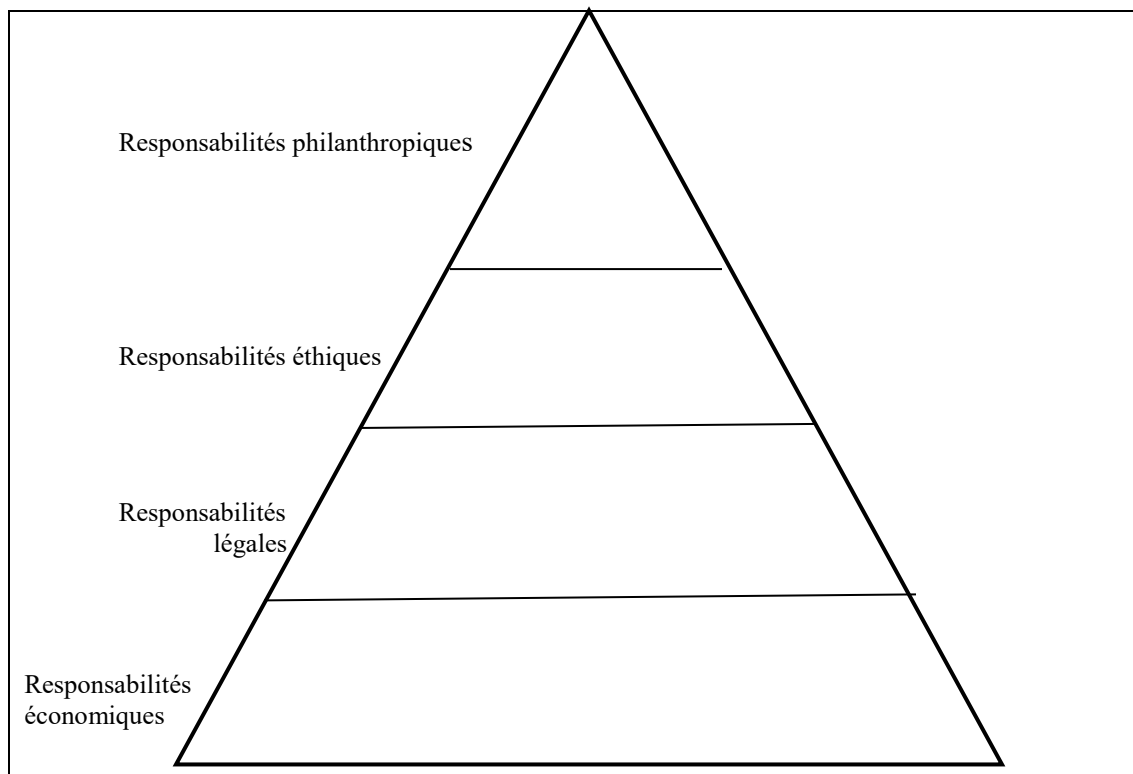 Responsabilités philanthropiques
Responsabilités éthiques
Responsabilités
légales
Responsabilités
économiques